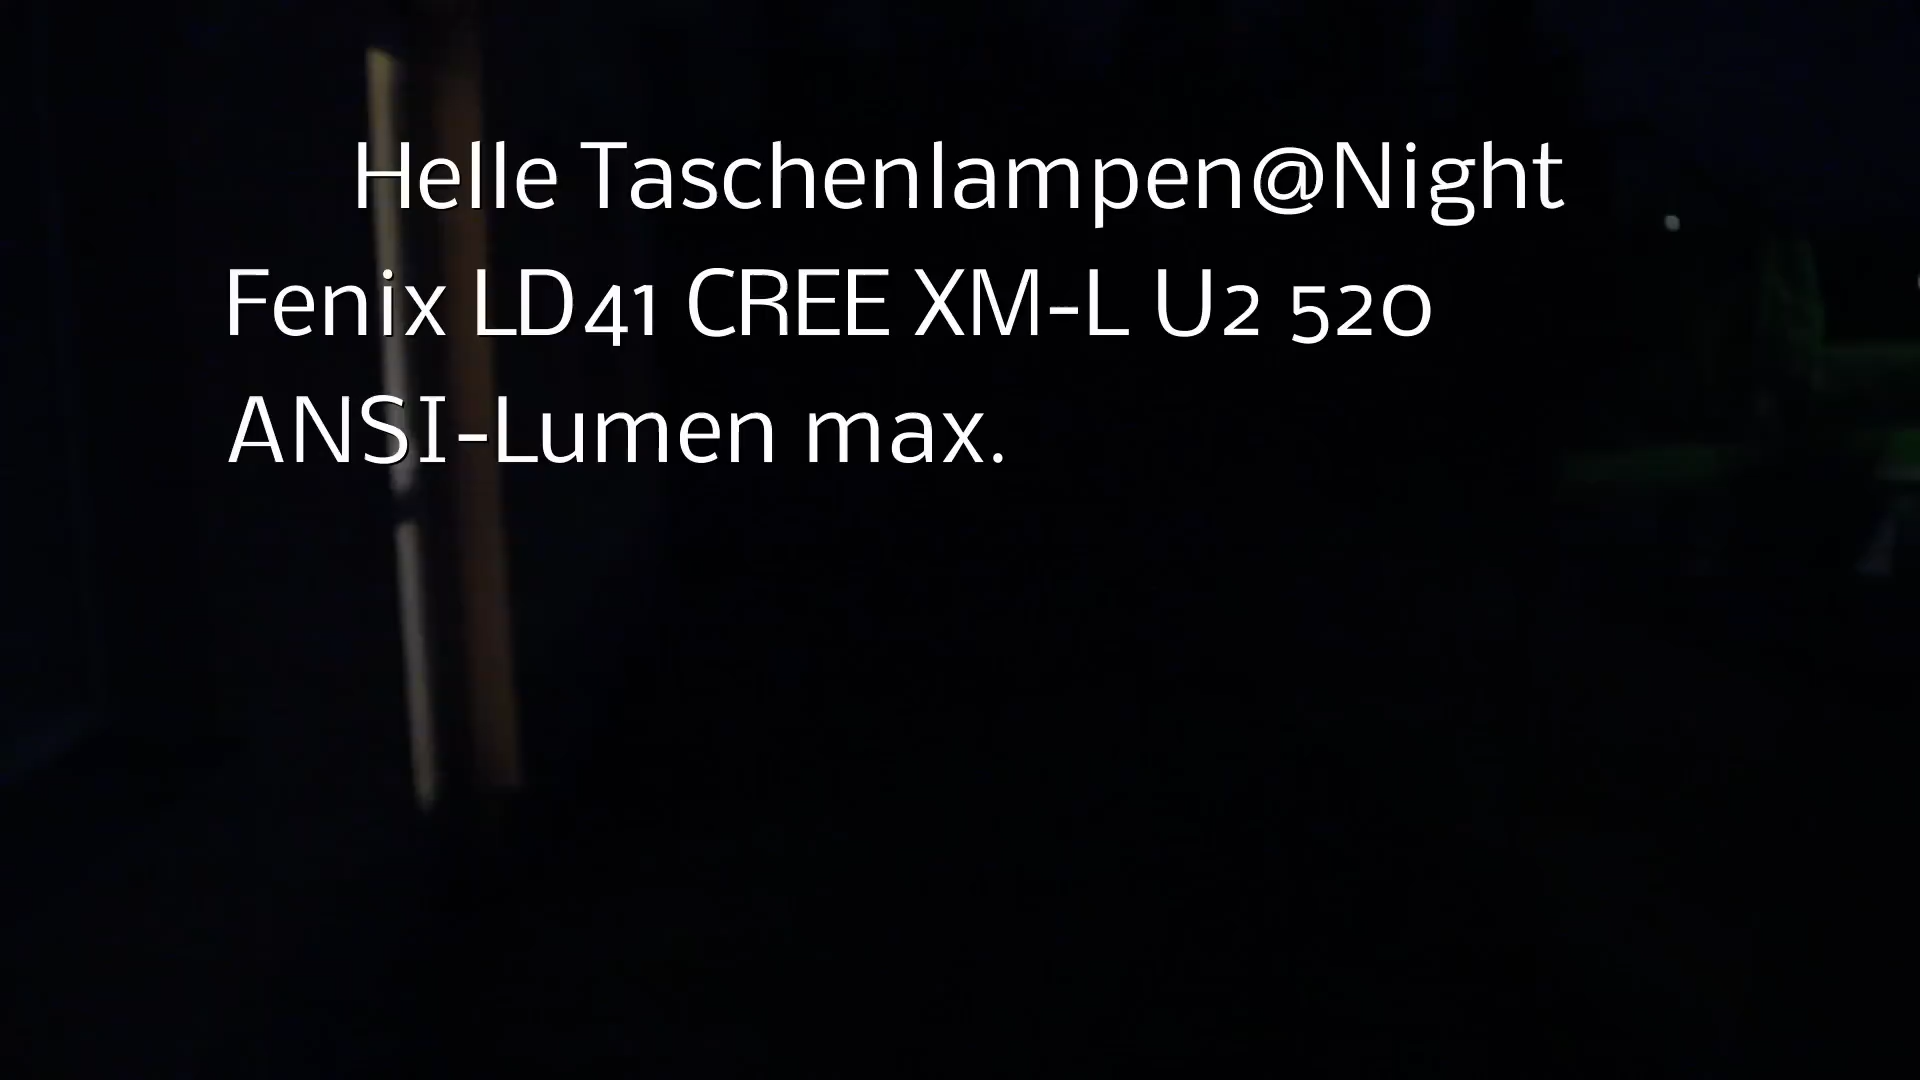 Helle Taschenlampen@Night
Fenix LD41 CREE XM-L U2 520
ANSI-Lumen max.